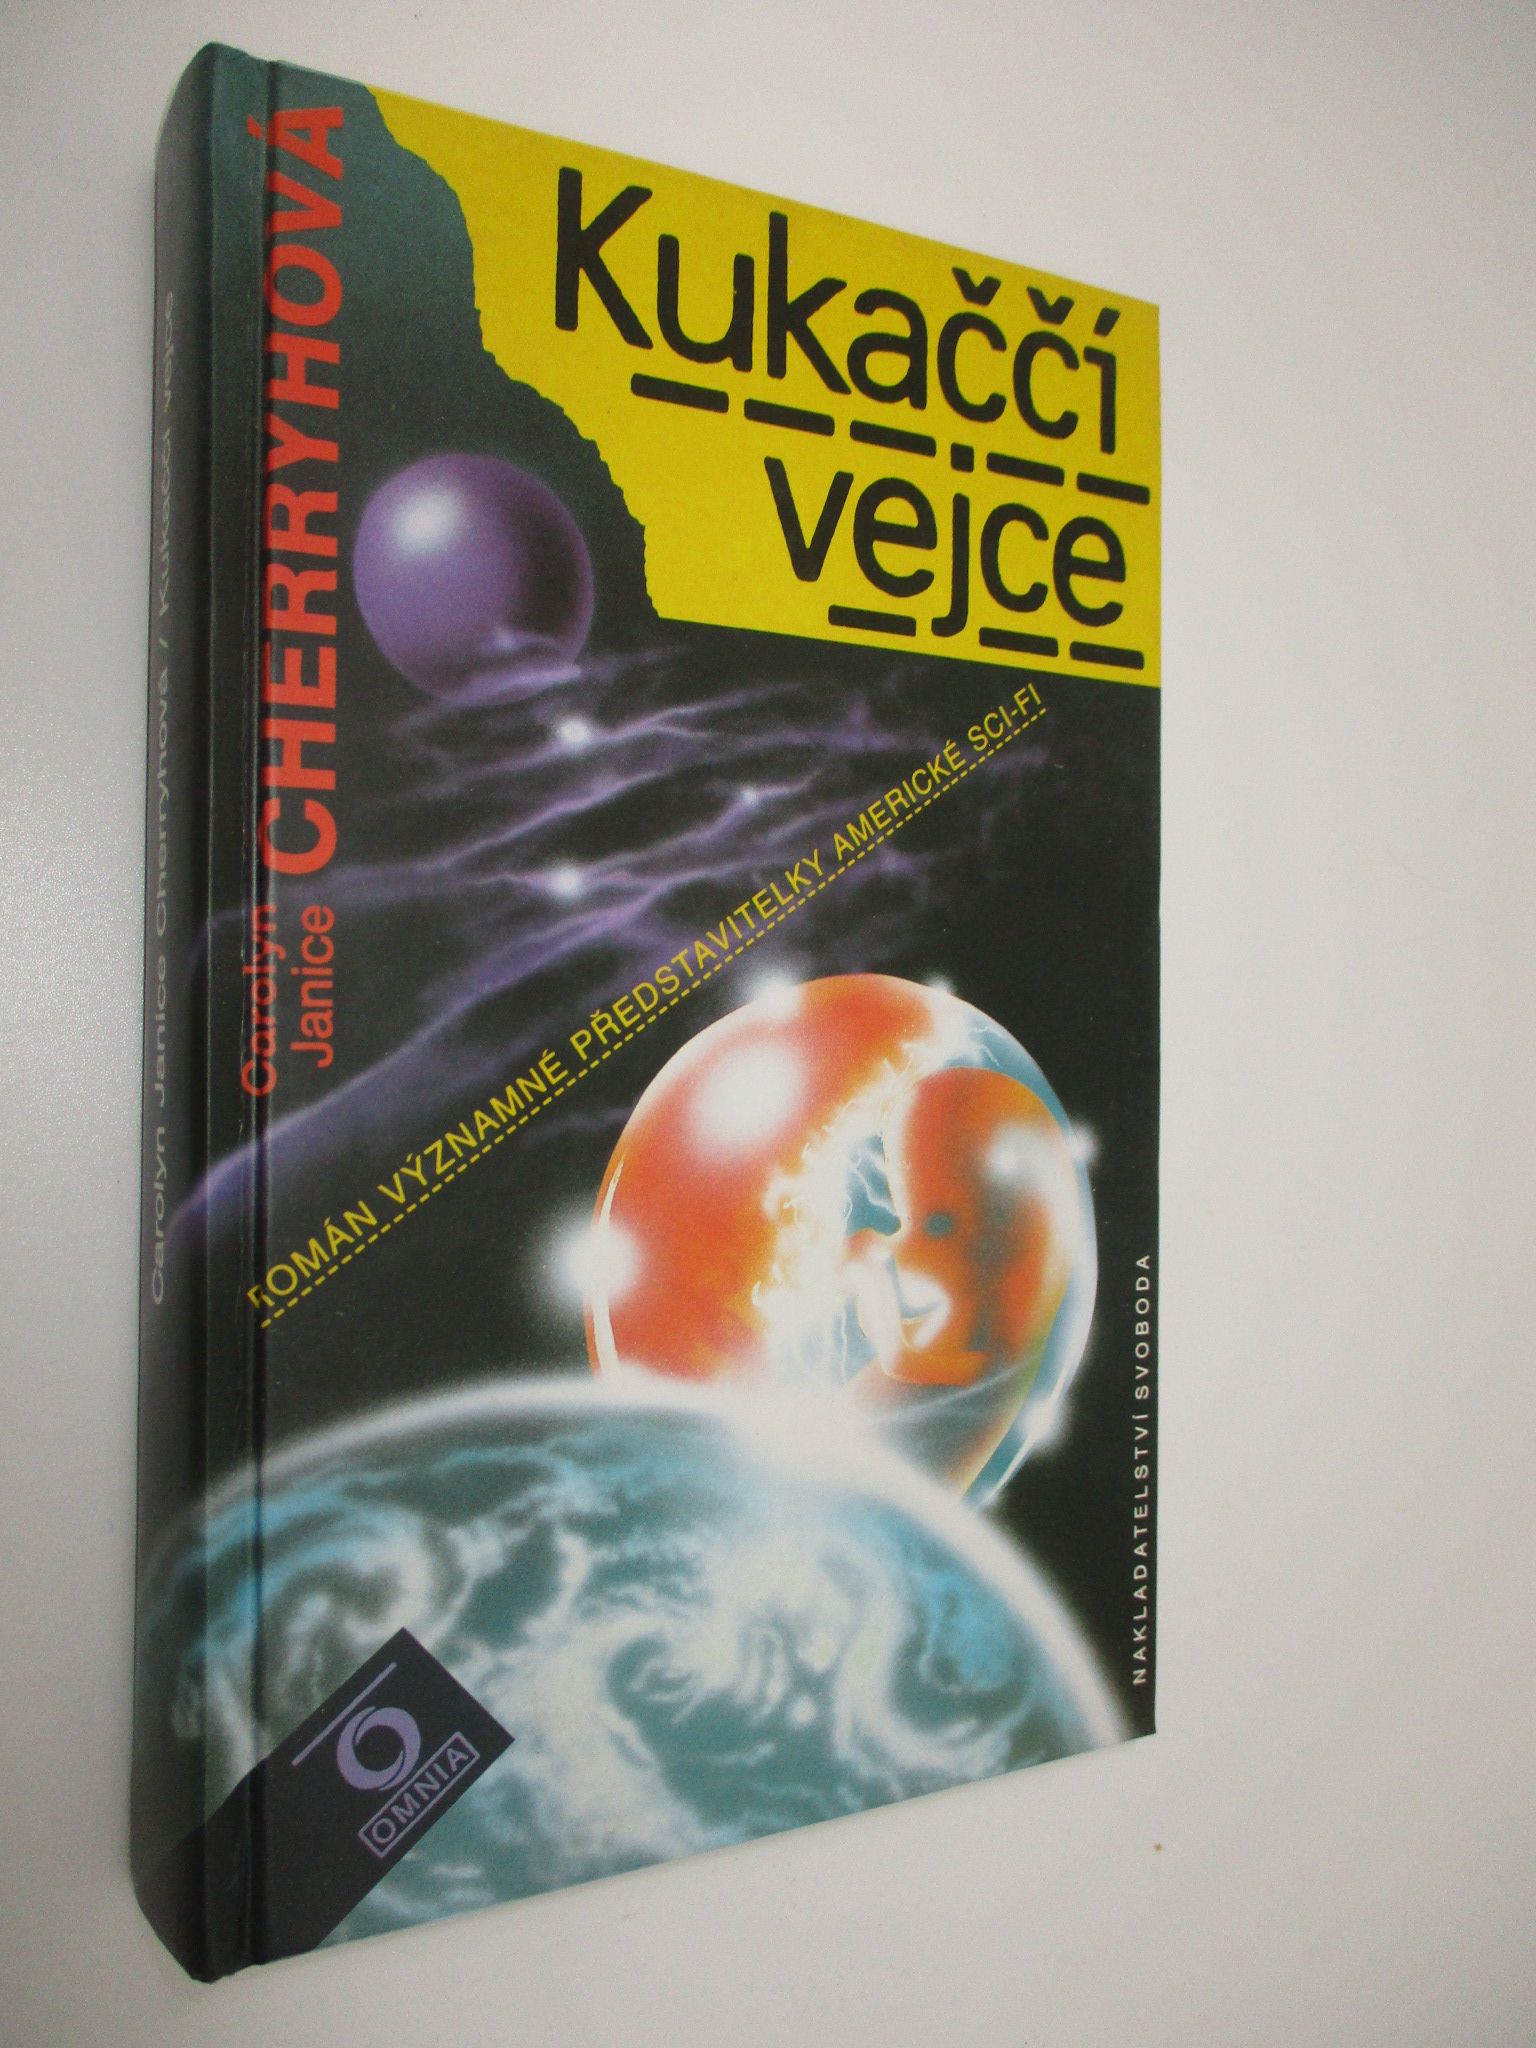 Kukaččí
vejce
Carolyn
Janice
CHERRYHOVÁ
ROMÁN VÝZNAMNÉ PŘEDSTAVITELKY AMERICKÉ SCI-FI
NAKLADATELSTVÍ SVOBODA
OMNIA
Carolyn Janice Cherryhová / Kukaččí vejce